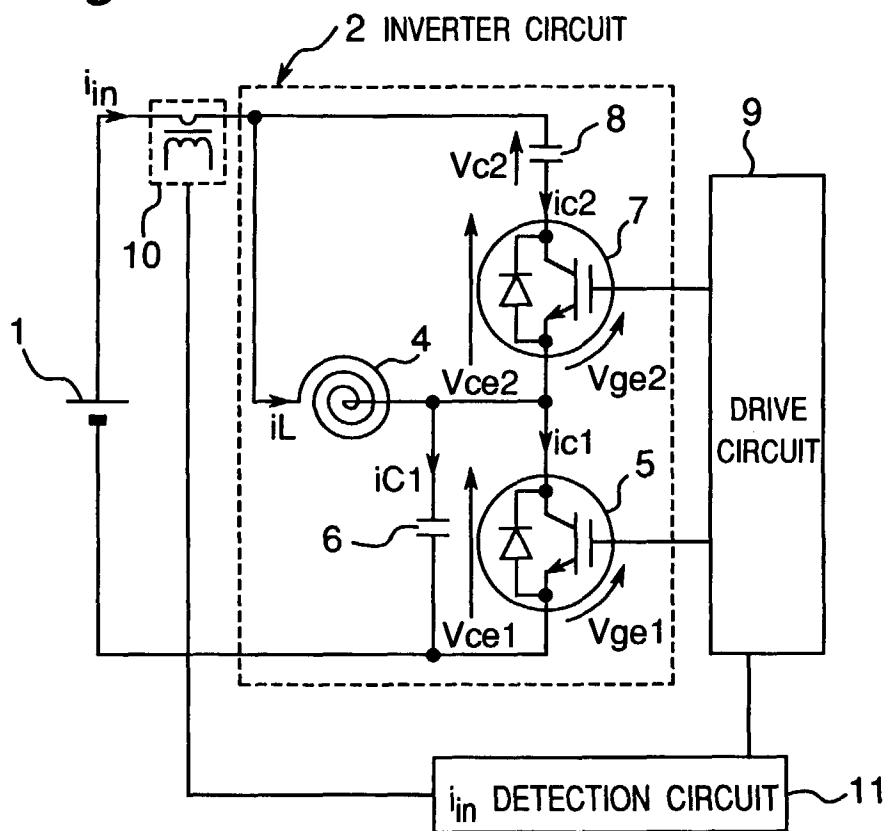 2 INVERTER CIRCUIT
iin
8
9
Vc2
ic2
7
10
1
4
Vce2
Vge2
iL
DRIVE
CIRCUIT
ic1
iC1
5
6
Vce1
Vge1
iin DETECTION CIRCUIT
11